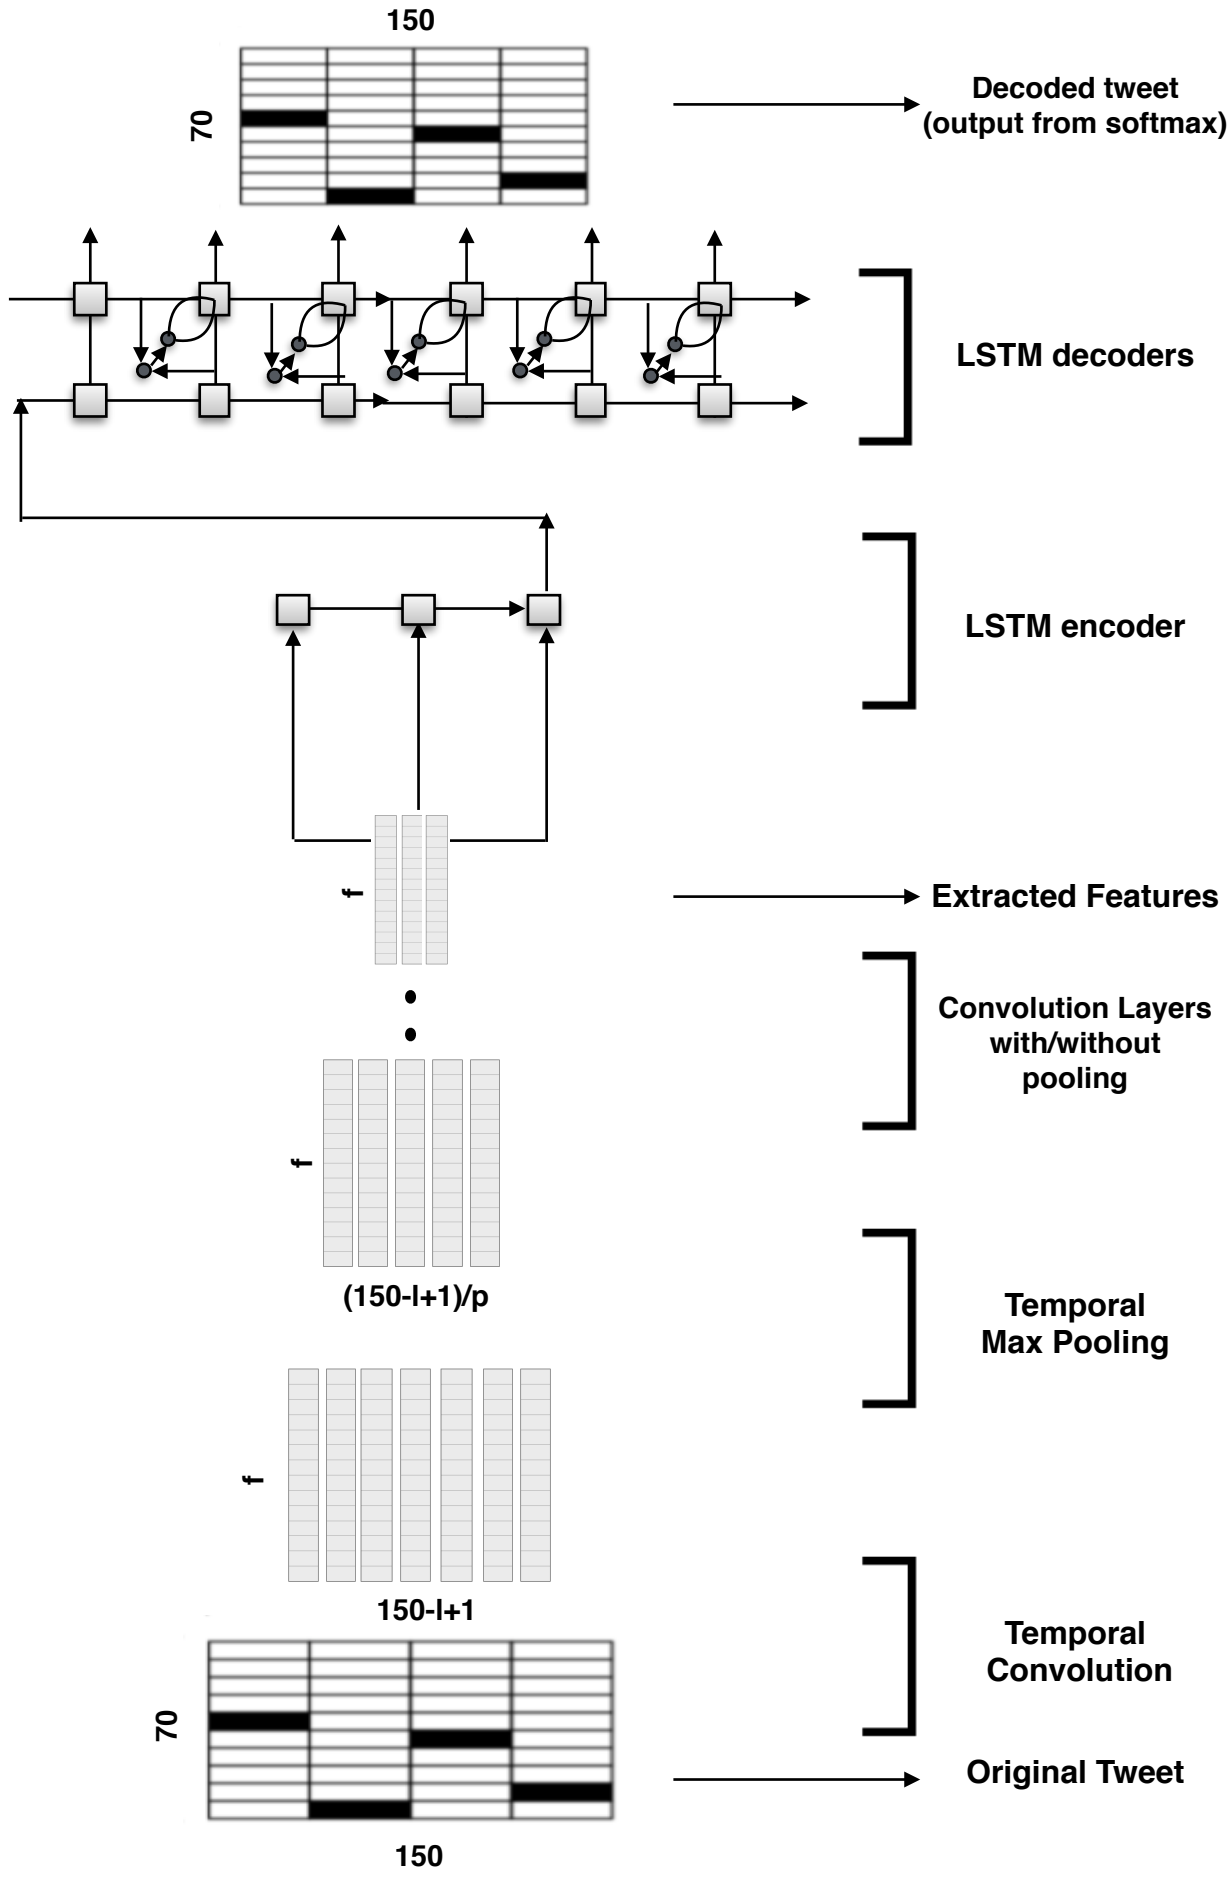 150
70
Decoded tweet
(output from softmax)
LSTM decoders
LSTM encoder
f
Extracted Features
Convolution Layers
with/without
pooling
f
(150-l+1)/p
Temporal
Max Pooling
f
150-l+1
Temporal
Convolution
70
Original Tweet
150